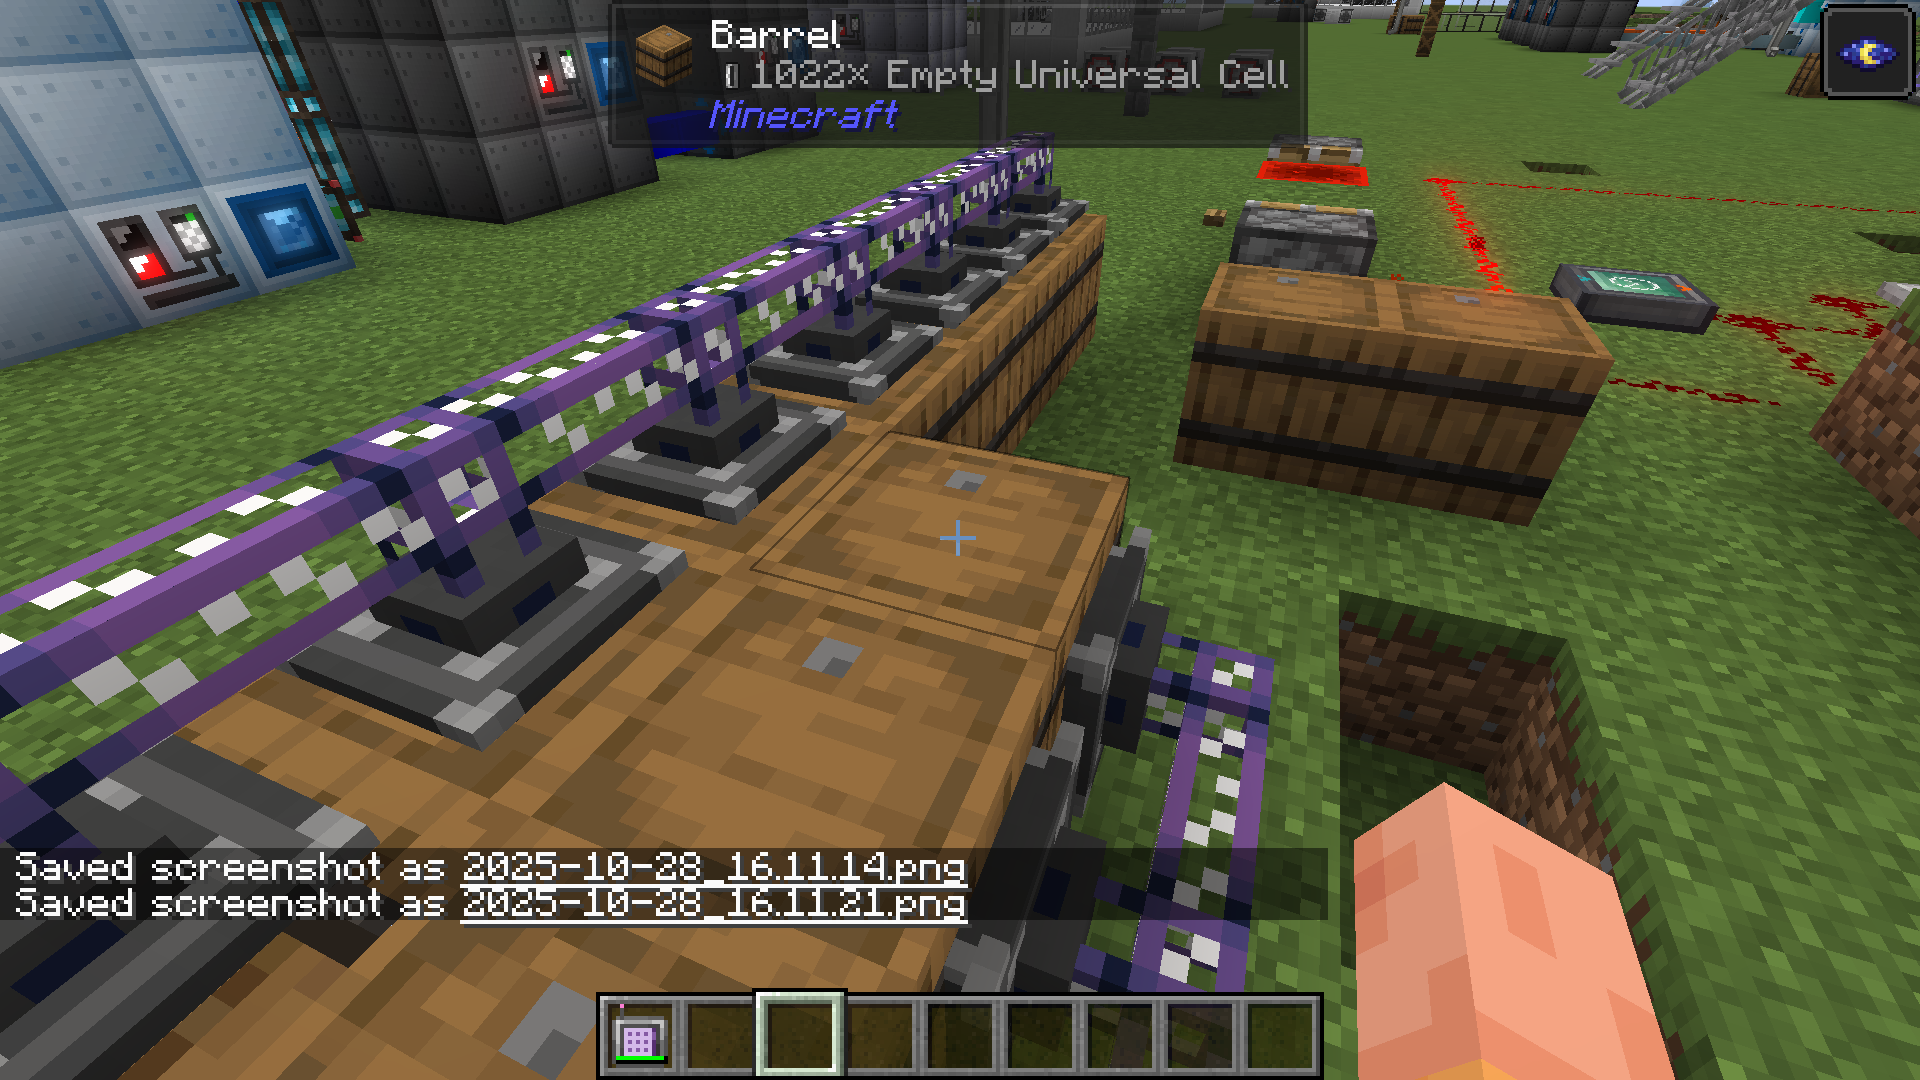 Barrel
1022x Empty Universal Cell
Minecraft
Saved screenshot as 2025-10-28_16.11.14.png
Saved screenshot as 2025-10-28_16.11.21.png